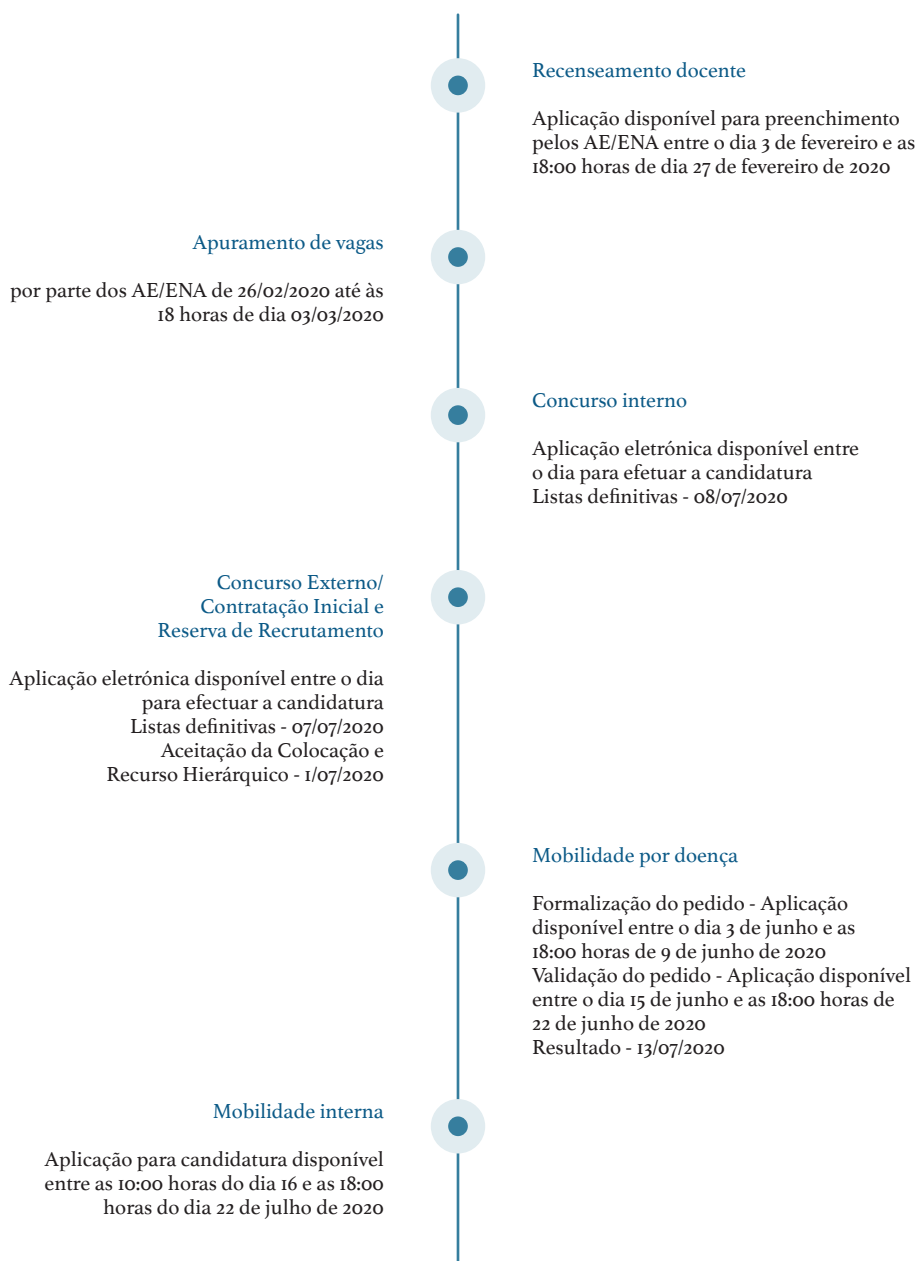 Recenseamento docente
Aplicação disponível para preenchimento
pelos AE/ENA entre o dia 3 de fevereiro e as
18:00 horas de dia 27 de fevereiro de 2020
Apuramento de vagas
por parte dos AE/ENA de 26/02/2020 até às
18 horas de dia 03/03/2020
Concurso interno
Aplicação eletrónica disponível entre
o dia para efetuar a candidatura
Listas definitivas - 08/07/2020
Concurso Externo/
Contratação Inicial e
Reserva de Recrutamento
Aplicação eletrónica disponível entre o dia
para efectuar a candidatura
Listas definitivas - 07/07/2020
Aceitação da Colocação e
Recurso Hierárquico - 1/07/2020
Mobilidade por doença
Formalização do pedido - Aplicação
disponível entre o dia 3 de junho e as
18:00 horas de 9 de junho de 2020
Validação do pedido - Aplicação disponível
entre o dia 15 de junho e as 18:00 horas de
22 de junho de 2020
Resultado - 13/07/2020
Mobilidade interna
Aplicação para candidatura disponível
entre as 10:00 horas do dia 16 e as 18:00
horas do dia 22 de julho de 2020